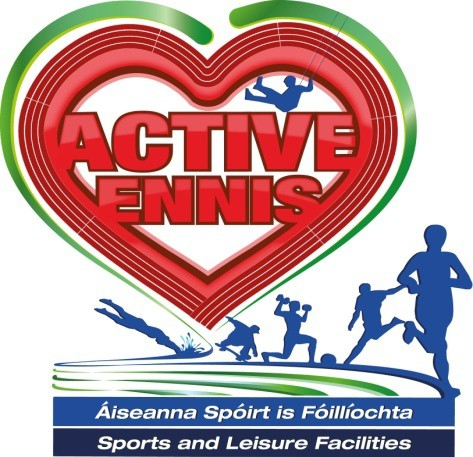 ACTIVE
ENNIS
Áiseanna Spóirt is Fóillíochta
Sports and Leisure Facilities